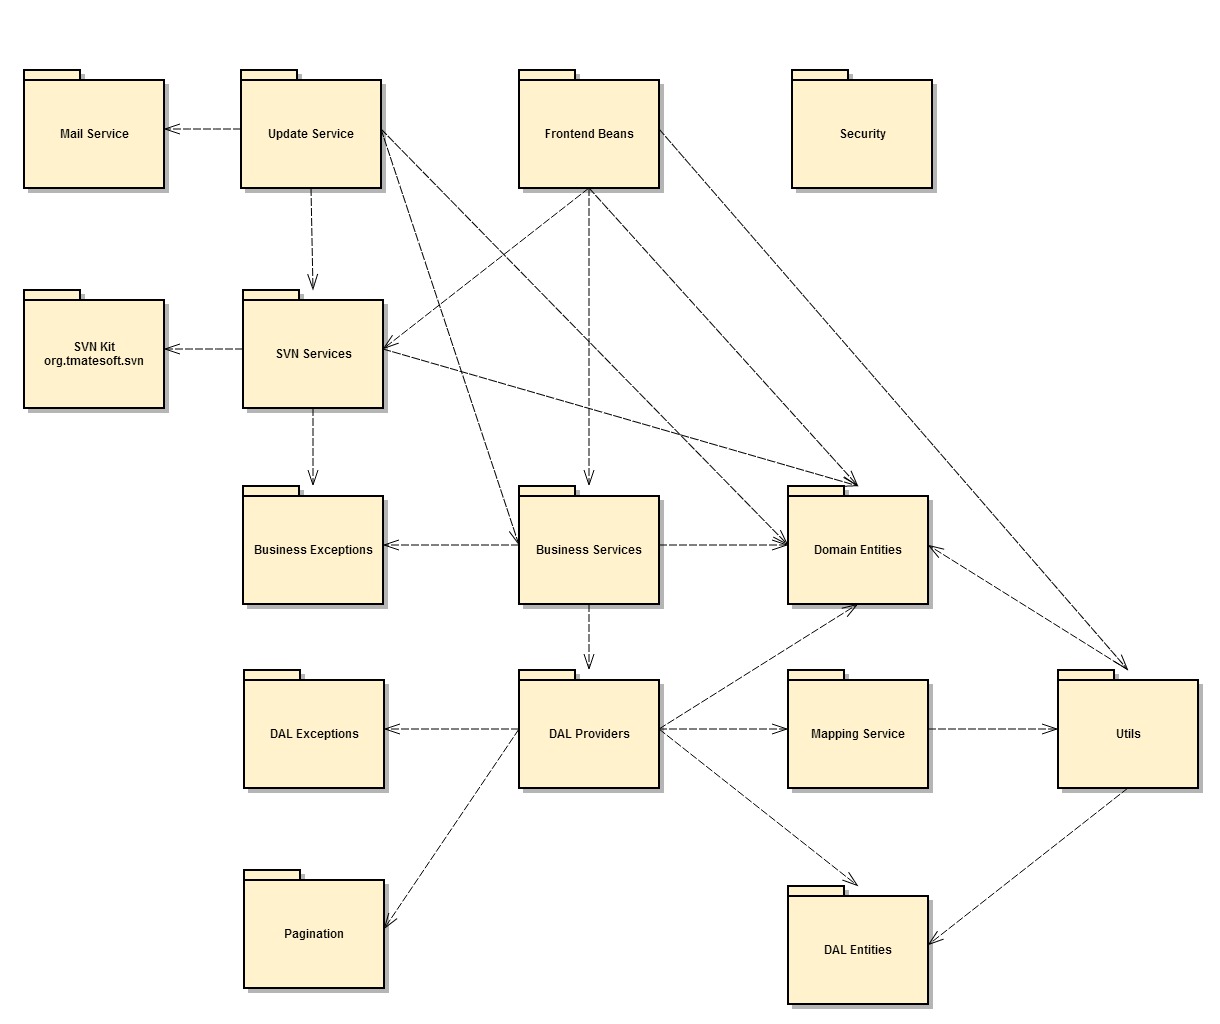 Mail Service
Update Service
Frontend Beans
Security
SVN Kit
org.tmatesoft.svn
SVN Services
Business Exceptions
Business Services
Domain Entities
DAL Exceptions
DAL Providers
Mapping Service
Utils
Pagination
DAL Entities